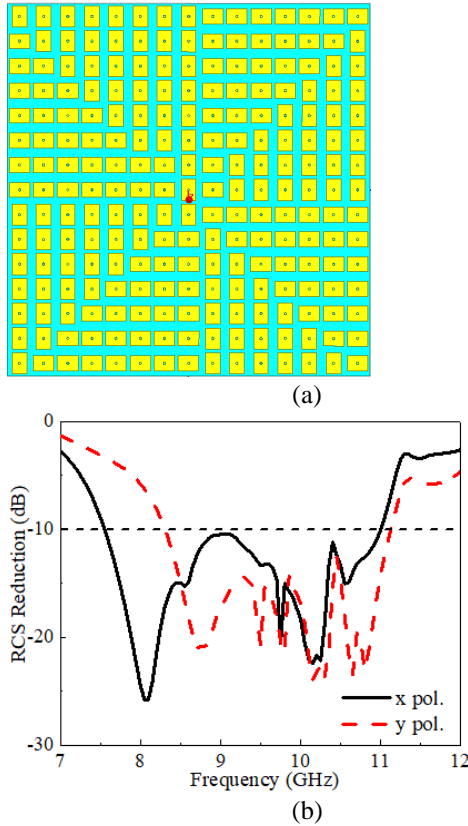 (a)
0
-10
-20
-30
RCS Reduction (dB)
x pol.
y pol.
7 8 9 10 11 12
Frequency (GHz)
(b)